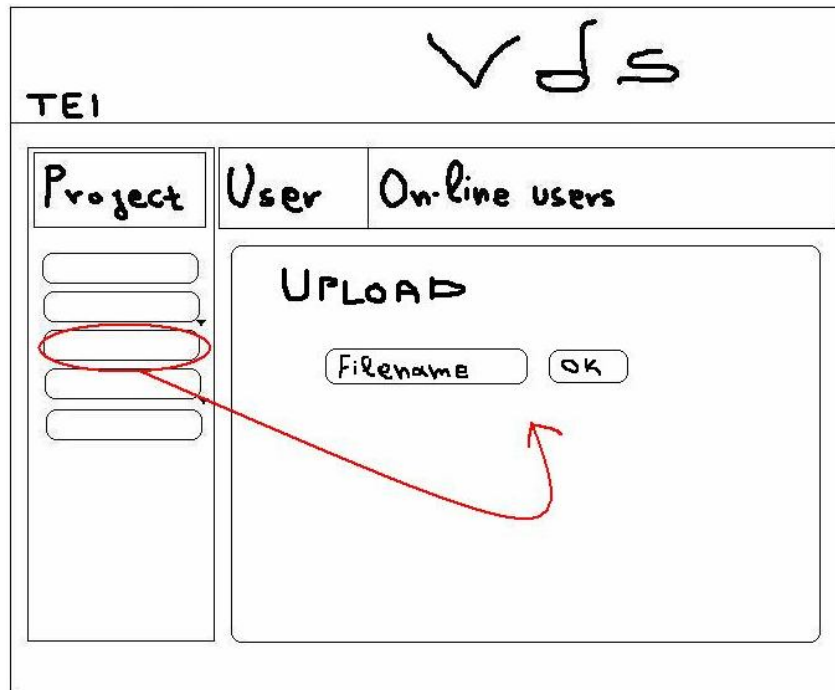 Vds
TEI
Project
User
On-line users
UPLOAD
Filename
OK